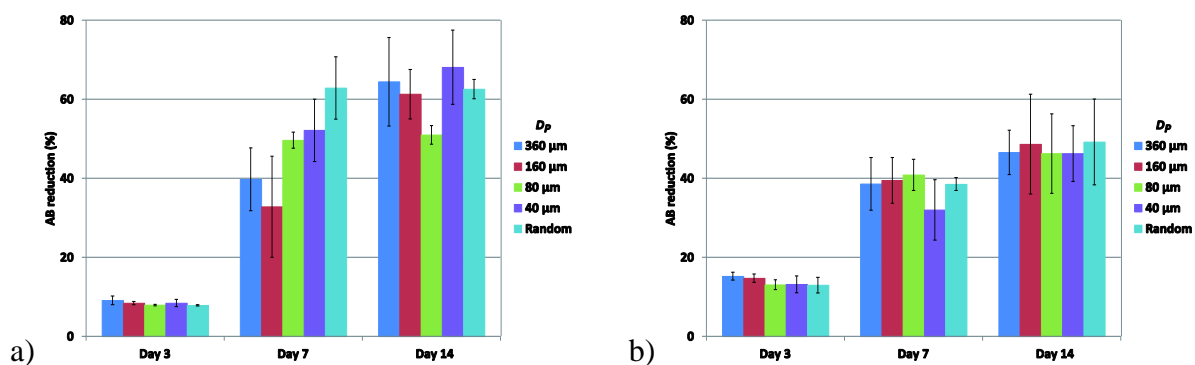 80
60
40
20
0
AB reduction (%)
Day 3 Day 7 Day 14
DP
360 μm
160 μm
80 μm
40 μm
Random
a)
80
60
40
20
0
AB reduction (%)
Day 3 Day 7 Day 14
DP
360 μm
160 μm
80 μm
40 μm
Random
b)